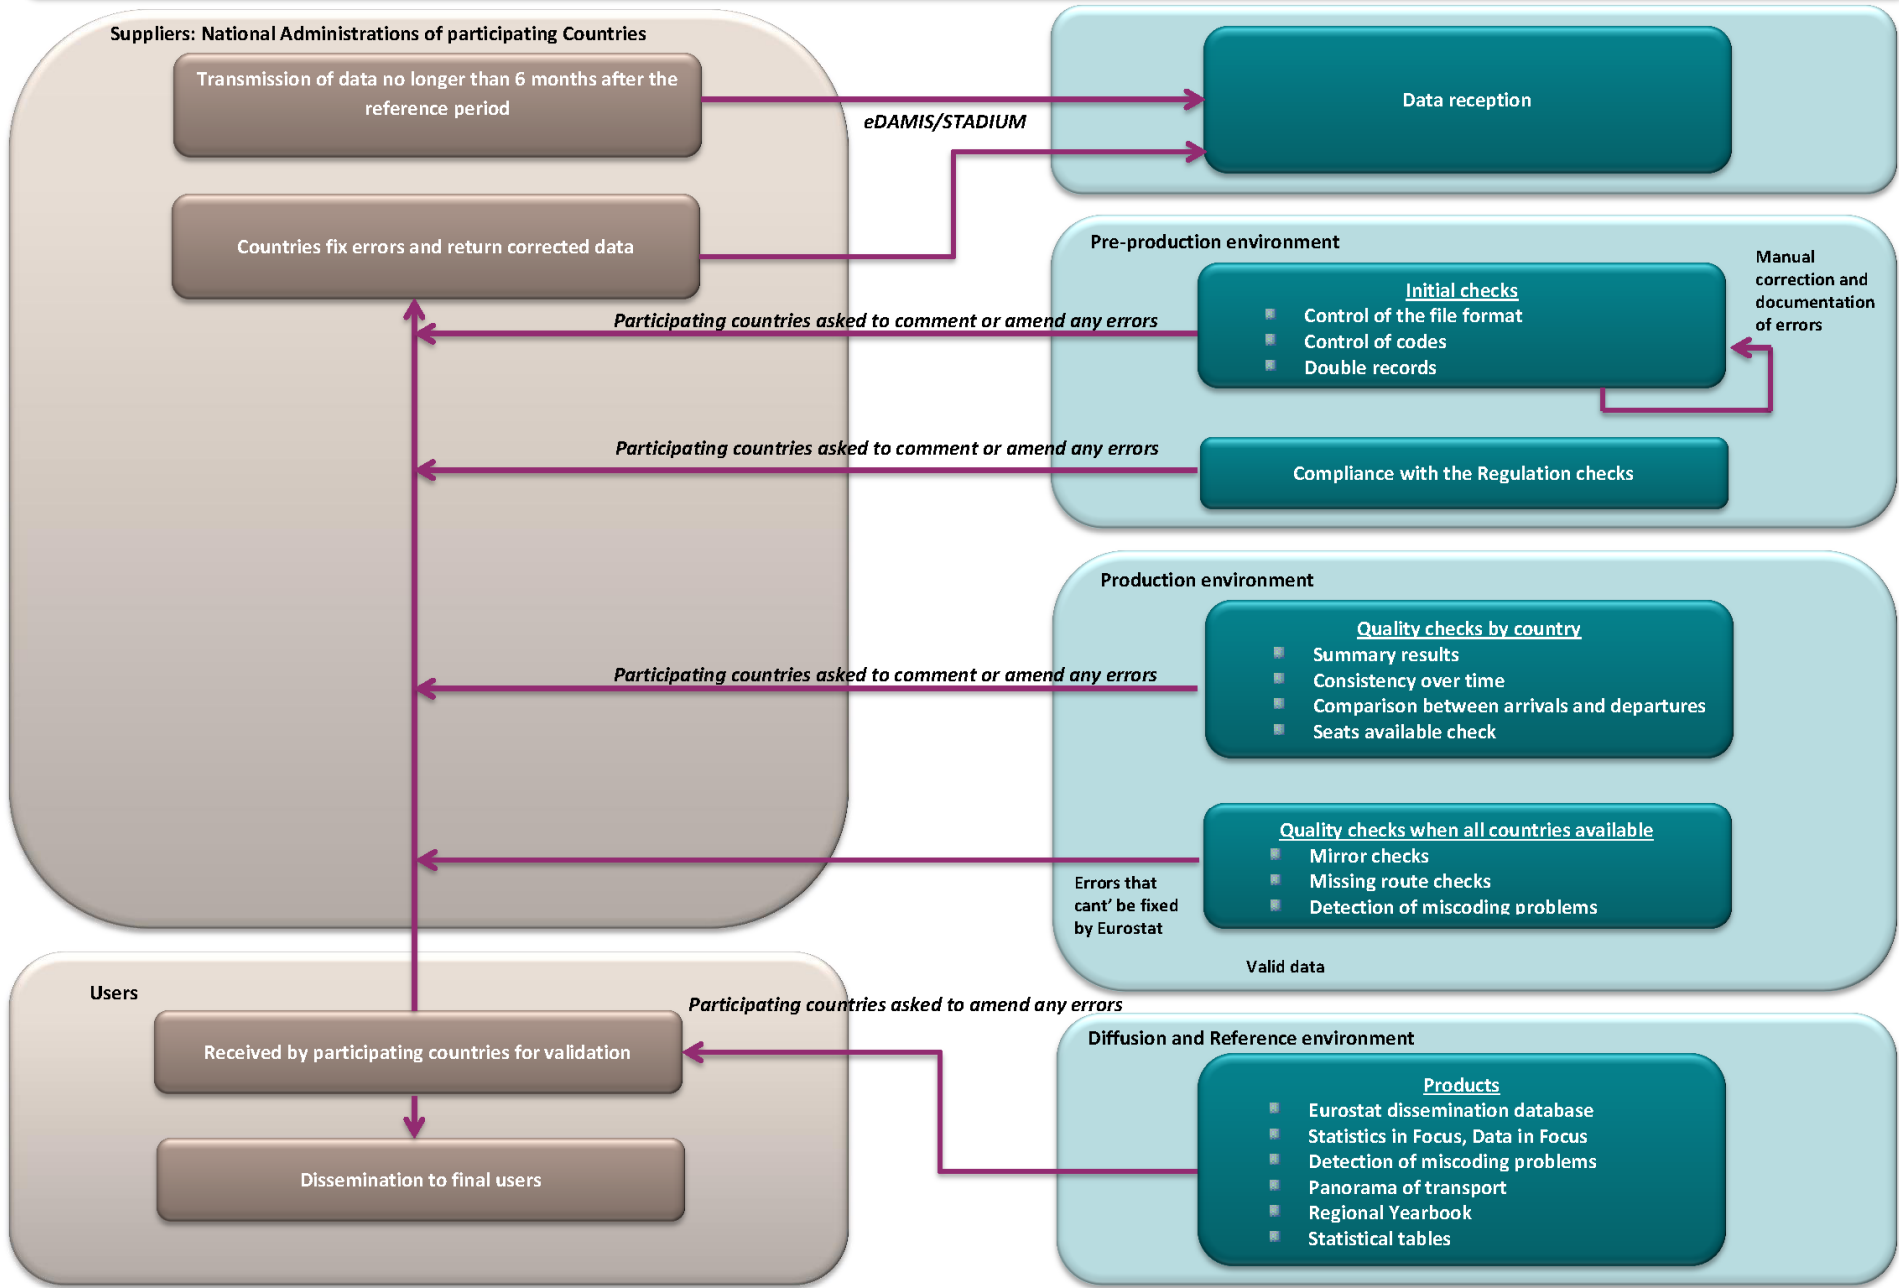 Suppliers: National Administrations of participating Countries
Transmission of data no longer than 6 months after the
reference period
eDAMIS/STADIUM
Data reception
Countries fix errors and return corrected data
Pre-production environment
Initial checks
Control of the file format
Control of codes
Double records
Manual
correction and
documentation
of errors
Participating countries asked to comment or amend any errors
Participating countries asked to comment or amend any errors
Compliance with the Regulation checks
Production environment
Quality checks by country
Summary results
Consistency over time
Comparison between arrivals and departures
Seats available check
Participating countries asked to comment or amend any errors
Quality checks when all countries available
Mirror checks
Missing route checks
Detection of miscoding problems
Errors that
cant' be fixed
by Eurostat
Valid data
Users
Participating countries asked to amend any errors
Received by participating countries for validation
Dissemination to final users
Diffusion and Reference environment
Products
Eurostat dissemination database
Statistics in Focus, Data in Focus
Detection of miscoding problems
Panorama of transport
Regional Yearbook
Statistical tables